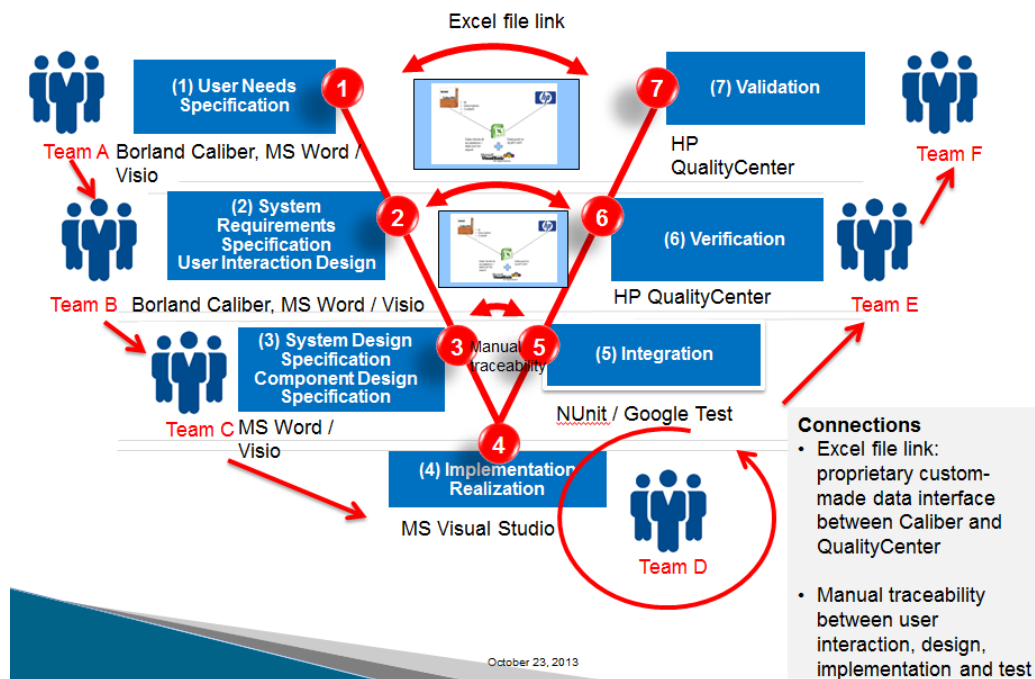 Excel file link
(1) User Needs
Specification
1
7
(7) Validation
Team A
Borland Caliber, MS Word /
Visio
HP
QualityCenter
Team F
(2) System
Requirements
Specification
User Interaction Design
2
6
(6) Verification
Team B
Borland Caliber, MS Word / Visio
HP QualityCenter
Team E
(3) System Design
Specification
Component Design
Specification
3
Manual
traceability
5
(5) Integration
Team C
MS Word /
Visio
NUnit / Google Test
4
(4) Implementation
Realization
MS Visual Studio
Team D
Connections
• Excel file link:
proprietary custom-
made data interface
between Caliber and
QualityCenter
• Manual traceability
between user
interaction, design,
implementation and test
October 23, 2013